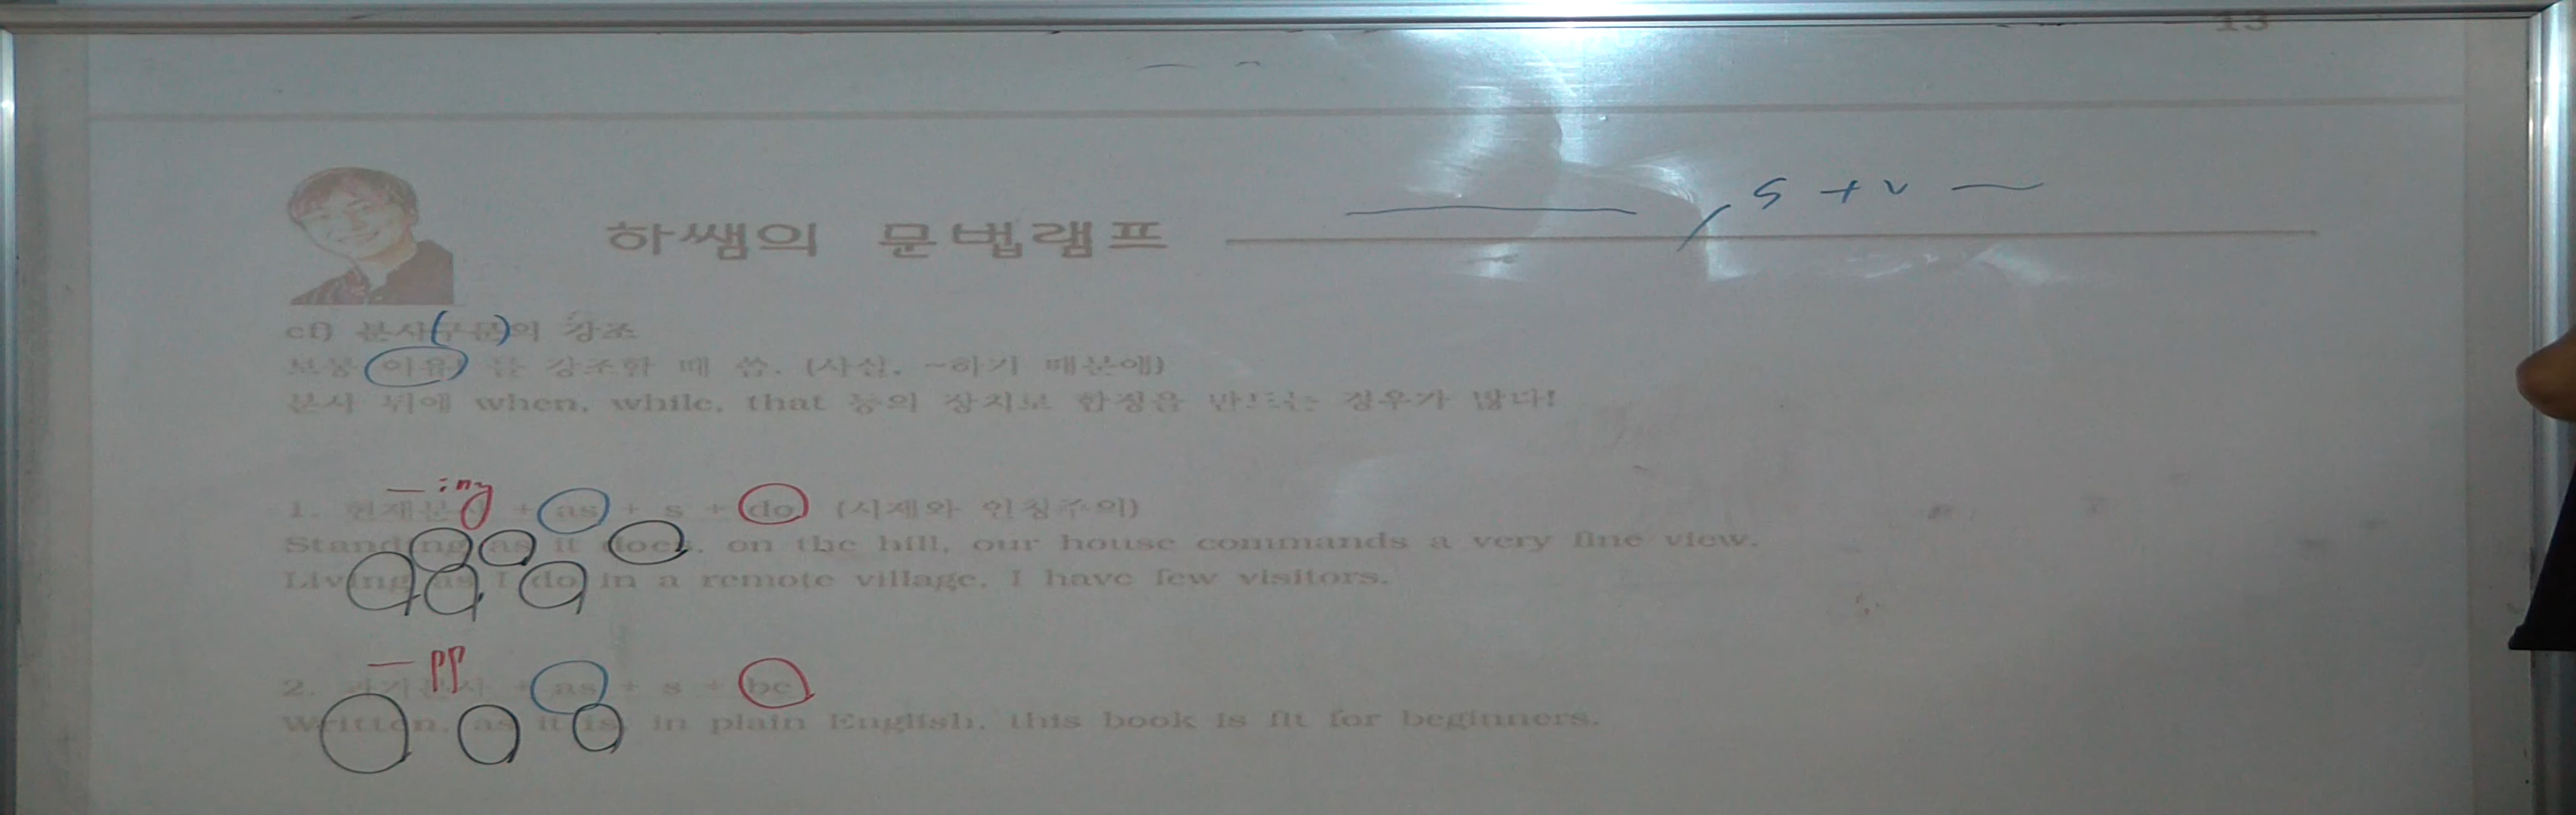 13
s + v
하쌤의 문법램프
cf) 분사(구문)의 강조
보통 이유를 강조할 때 씀. (사실, ~하기 때문에)
분사 뒤에 when, while, that 등의 장치로 한정을 만드는 경우가 많다!
―ing
1. 현재분사 + as + s + do (시제와 인칭주의)
Standing as it does, on the hill, our house commands a very fine view.
Living as I do in a remote village, I have few visitors.
―pp
2. 과거분사 + as + s + be
Written, as it is, in plain English, this book is fit for beginners.